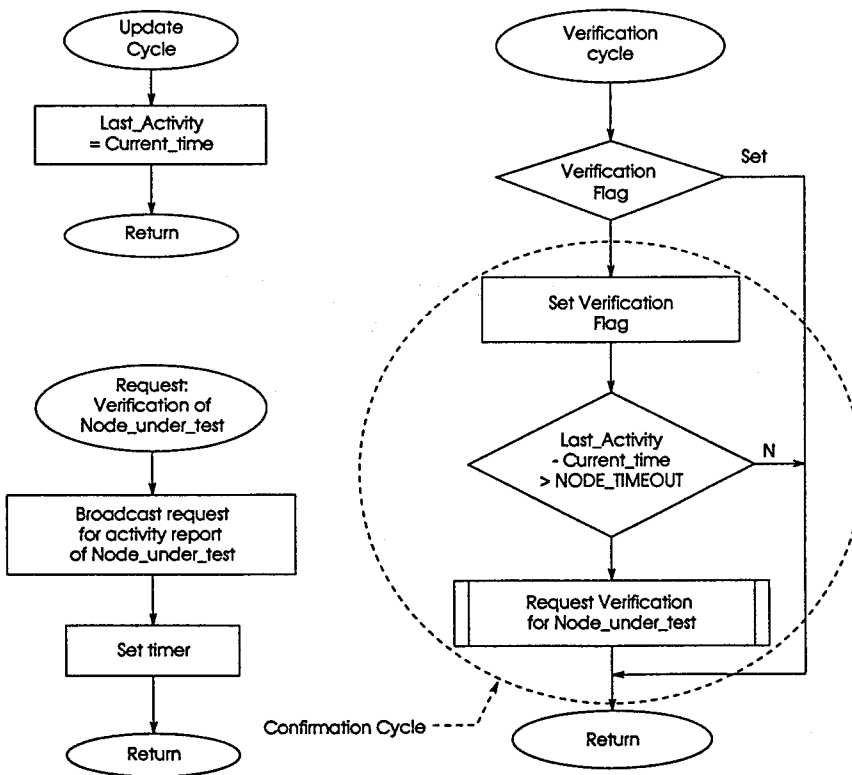 Update
Cycle
Last_Activity
= Current_time
Return
Request:
Verification of
Node_under_test
Broadcast request
for activity report
of Node_under_test
Set timer
Return
Verification
cycle
Verification
Flag
Set
Set Verification
Flag
Last_Activity
- Current_time
> NODE_TIMEOUT
N
Request Verification
for Node_under_test
Confirmation Cycle
Return